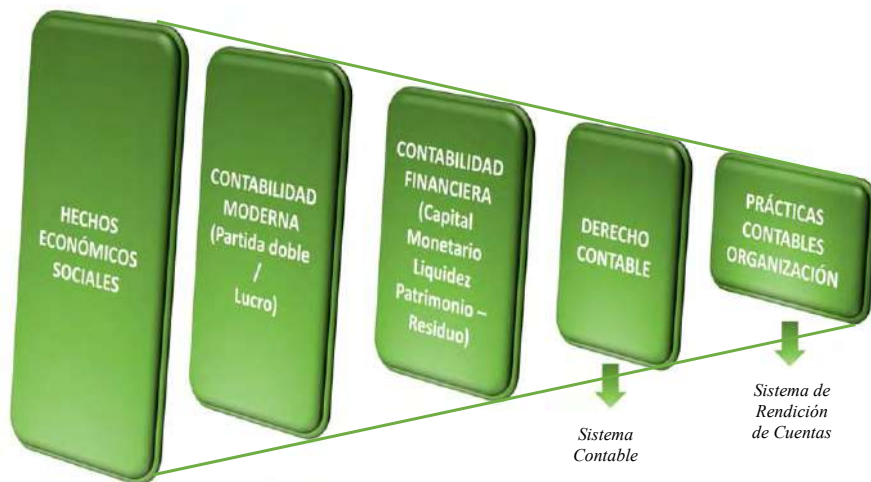 HECHOS
ECONÓMICOS
SOCIALES
CONTABILIDAD
MODERNA
(Partida doble
/
Lucro)
CONTABILIDAD
FINANCIERA
(Capital
Monetario
Liquidez
Patrimonio –
Residuo)
DERECHO
CONTABLE
PRÁCTICAS
CONTABLES
ORGANIZACIÓN
Sistema
Contable
Sistema de
Rendición
de Cuentas